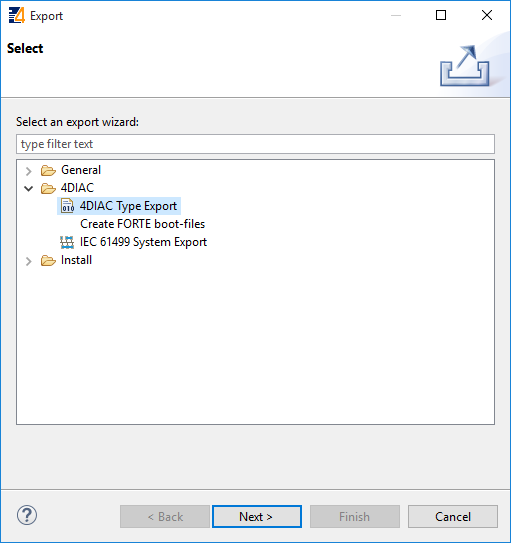 Export
Select
Select an export wizard:
type filter text
General
4DIAC
4DIAC Type Export
Create FORTE boot-files
IEC 61499 System Export
Install
< Back
Next >
Finish
Cancel